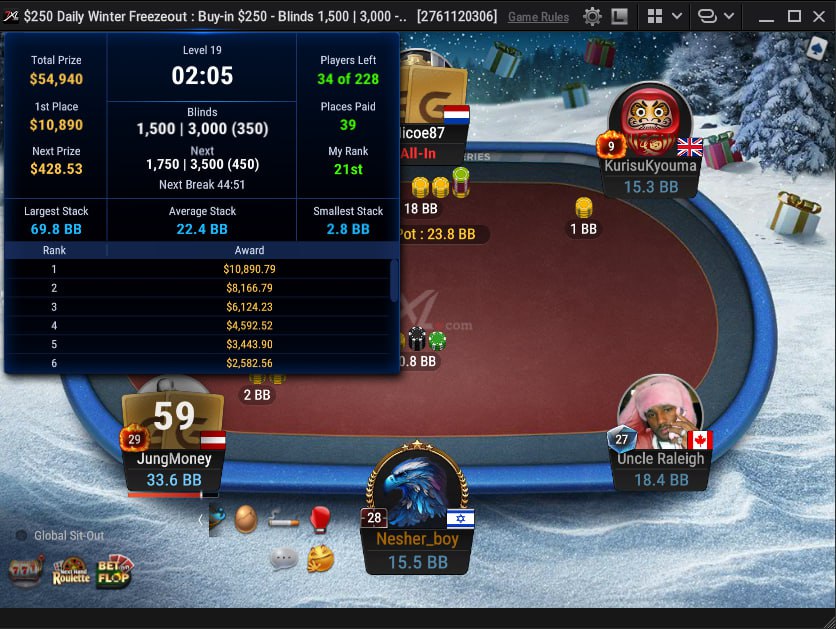 $250 Daily Winter Freezeout : Buy-in $250 - Blinds 1,500 | 3,000 -.. [2761120306] Game Rules
Total Prize
$54,940
1st Place
$10,890
Next Prize
$428.53
Level 19
02:05
Blinds
1,500 | 3,000 (350)
Next
1,750 | 3,500 (450)
Next Break 44:51
Players Left
34 of 228
Places Paid
39
My Rank
21st
Largest Stack
69.8 BB
Average Stack
22.4 BB
Smallest Stack
2.8 BB
Rank Award
1 $10,890.79
2 $8,166.79
3 $6,124.23
4 $4,592.52
5 $3,443.90
6 $2,582.56
icoe87
All-In
ERIES
18 BB
Pot : 23.8 BB
9
KurisuKyouma
15.3 BB
1 BB
XL
com
0.8 BB
2 BB
59
29
JungMoney
33.6 BB
27
Uncle Raleigh
18.4 BB
28
Nesher_boy
15.5 BB
Global Sit-Out
777
Next Hand
Roulette
BET
FLOP